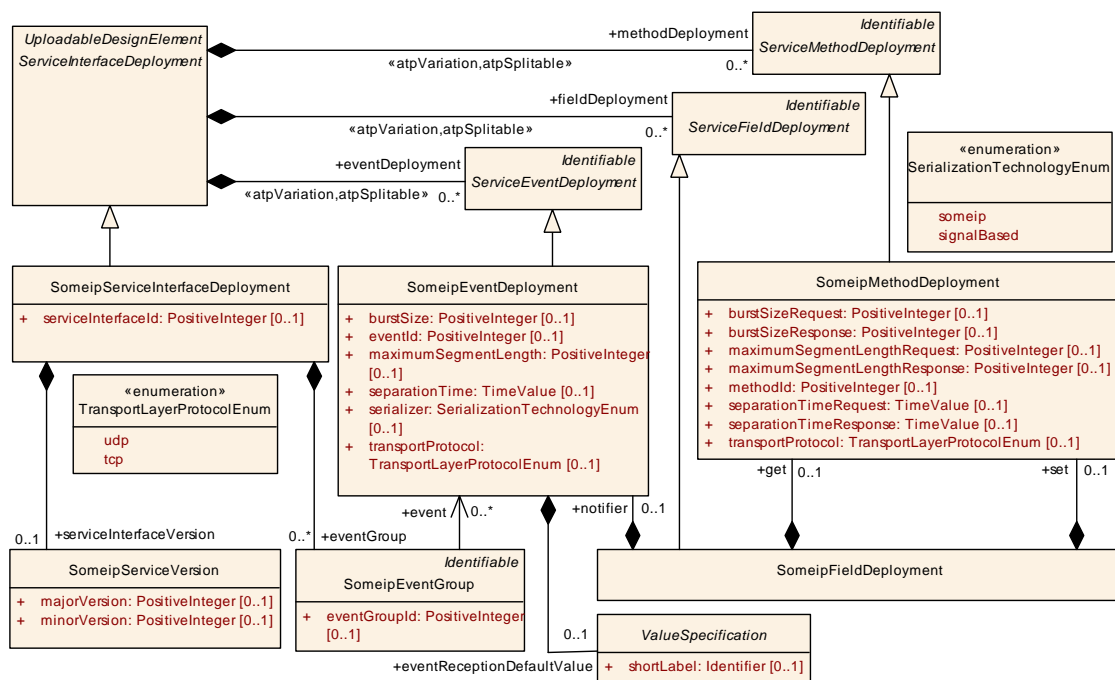 UploadableDesignElement
ServiceInterfaceDeployment
+methodDeployment
«atpVariation,atpSplitable»
0..*
Identifiable
ServiceMethodDeployment
+fieldDeployment
«atpVariation,atpSplitable»
0..*
Identifiable
ServiceFieldDeployment
+eventDeployment
«atpVariation,atpSplitable»
0..*
Identifiable
ServiceEventDeployment
«enumeration»
SerializationTechnologyEnum
someip
signalBased
SomeipServiceInterfaceDeployment
+ serviceInterfaceId: PositiveInteger [0..1]
SomeipEventDeployment
+ burstSize: PositiveInteger [0..1]
+ eventId: PositiveInteger [0..1]
+ maximumSegmentLength: PositiveInteger
[0..1]
+ separationTime: TimeValue [0..1]
+ serializer: SerializationTechnologyEnum
[0..1]
+ transportProtocol:
TransportLayerProtocolEnum [0..1]
SomeipMethodDeployment
+ burstSizeRequest: PositiveInteger [0..1]
+ burstSizeResponse: PositiveInteger [0..1]
+ maximumSegmentLengthRequest: PositiveInteger [0..1]
+ maximumSegmentLengthResponse: PositiveInteger [0..1]
+ methodId: PositiveInteger [0..1]
+ separationTimeRequest: TimeValue [0..1]
+ separationTimeResponse: TimeValue [0..1]
+ transportProtocol: TransportLayerProtocolEnum [0..1]
«enumeration»
TransportLayerProtocolEnum
udp
tcp
+get
0..1
+set
0..1
+event
0..*
+notifier
0..1
0..1
+serviceInterfaceVersion
0..*
+eventGroup
SomeipServiceVersion
+ majorVersion: PositiveInteger [0..1]
+ minorVersion: PositiveInteger [0..1]
Identifiable
SomeipEventGroup
+ eventGroupId: PositiveInteger
[0..1]
SomeipFieldDeployment
0..1
+eventReceptionDefaultValue
ValueSpecification
+ shortLabel: Identifier [0..1]